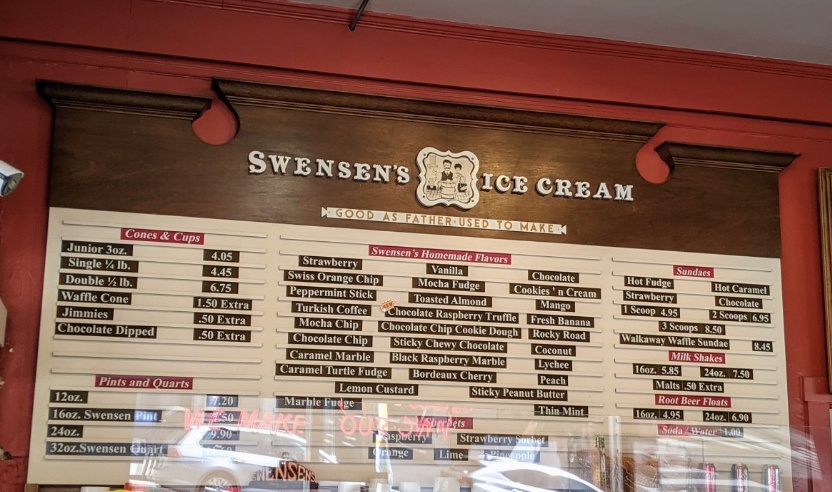 SWENSEN'S ICE CREAM
GOOD AS FATHER USED TO MAKE
Cones & Cups
Junior 3oz. 4.05
Single ¼ lb. 4.45
Double ½ lb. 6.75
Waffle Cone 1.50 Extra
Jimmies .50 Extra
Chocolate Dipped .50 Extra
Pints and Quarts
12oz. 7.20
16oz. Swensen Pint
24oz. 9.90
32oz.Swensen Quart
Swensen's Homemade Flavors
Strawberry Vanilla Chocolate
Swiss Orange Chip Mocha Fudge Cookies ' n Cream
Peppermint Stick Toasted Almond Mango
Turkish Coffee Chocolate Raspberry Truffle Fresh Banana
Mocha Chip Chocolate Chip Cookie Dough Rocky Road
Chocolate Chip Sticky Chewy Chocolate Coconut
Caramel Marble Black Raspberry Marble Lychee
Caramel Turtle Fudge Bordeaux Cherry Peach
Lemon Custard Sticky Peanut Butter
Marble Fudge Thin Mint
Sherbets
Raspberry Strawberry Sorbet
Orange Lime Pineapple
Sundaes
Hot Fudge Hot Caramel
Strawberry Chocolate
1 Scoop 4.95 2 Scoops 6.95
3 Scoops 8.50
Walkaway Waffle Sundae 8.45
Milk Shakes
16oz. 5.85 24oz. 7.50
Malts .50 Extra
Root Beer Floats
16oz. 4.95 24oz. 6.90
Soda / Water 1.00
WE MAKE OUR OWN
SWENSENS